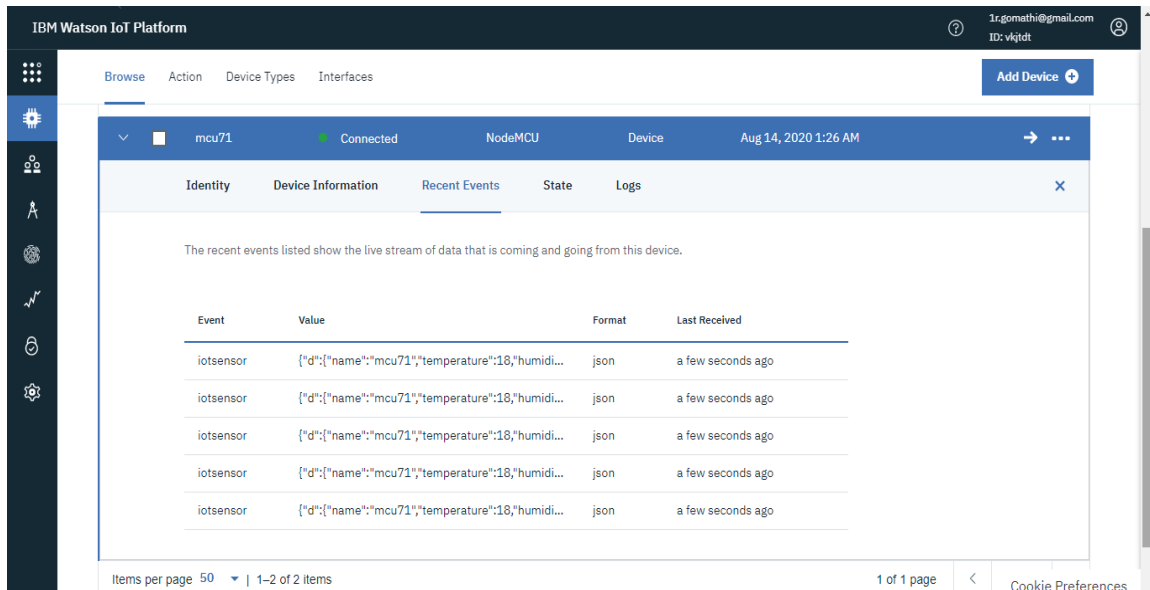 IBM Watson IoT Platform
1r.gomathi@gmail.com
ID: vkjtdt
Browse Action Device Types Interfaces Add Device
mcu71 Connected NodeMCU Device Aug 14, 2020 1:26 AM
Identity Device Information Recent Events State Logs
The recent events listed show the live stream of data that is coming and going from this device.
Event Value Format Last Received
iotsensor {"d":{"name":"mcu71","temperature":18,"humidi... json a few seconds ago
iotsensor {"d":{"name":"mcu71","temperature":18,"humidi... json a few seconds ago
iotsensor {"d":{"name":"mcu71","temperature":18,"humidi... json a few seconds ago
iotsensor {"d":{"name":"mcu71","temperature":18,"humidi... json a few seconds ago
iotsensor {"d":{"name":"mcu71","temperature":18,"humidi... json a few seconds ago
Items per page 50 | 1–2 of 2 items 1 of 1 page Cookie Preferences